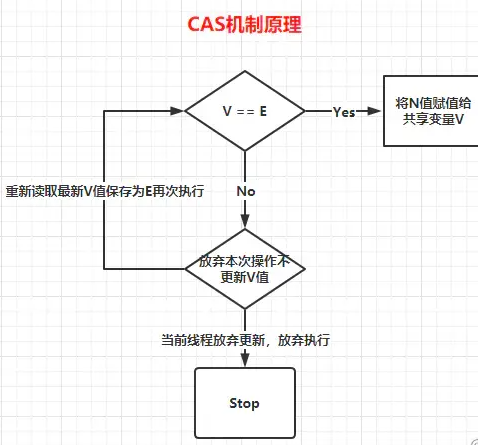 CAS机制原理
V == E
Yes
将N值赋值给
共享变量V
重新读取最新V值保存为E再次执行
No
放弃本次操作不
更新V值
当前线程放弃更新，放弃执行
Stop